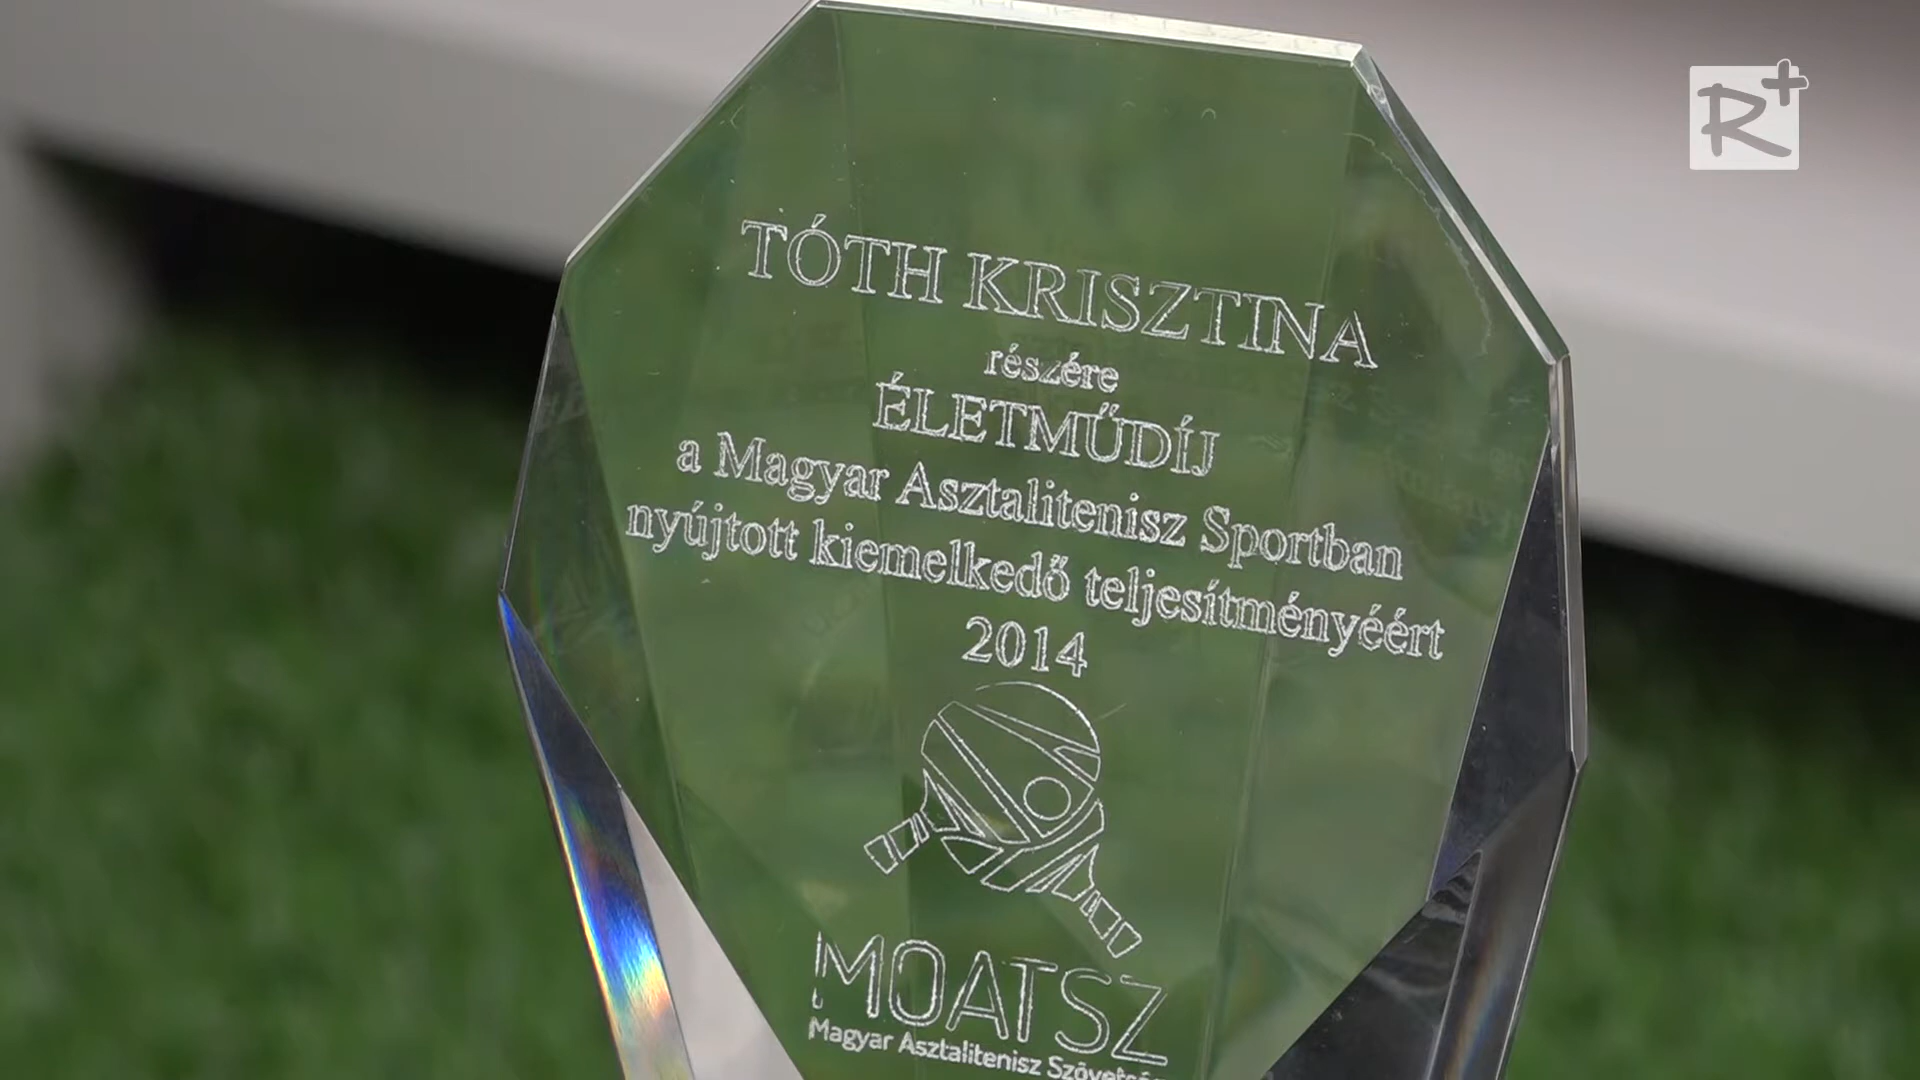 R+
TÓTH KRISZTINA
részére
ÉLETMŰDÍJ
a Magyar Asztalitenisz Sportban
nyújtott kiemelkedő teljesítményéért
2014
MOATSZ
Magyar Asztalitenisz